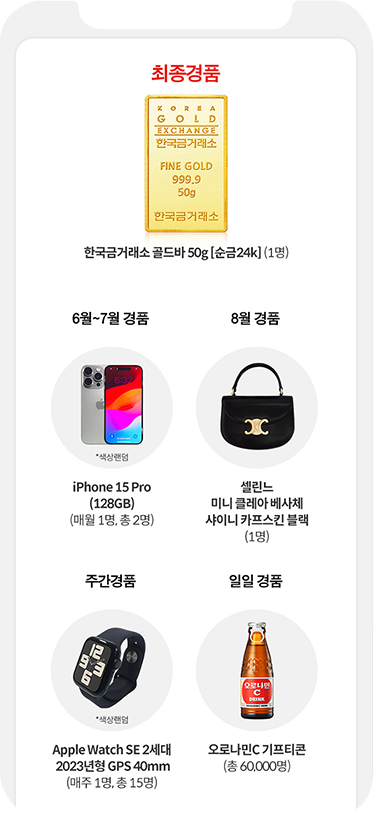 최종경품
KOREA
GOLD
EXCHANGE
한국금거래소
FINE GOLD
999.9
50g
한국금거래소
한국금거래소 골드바 50g [순금24k] (1명)
6월~7월 경품
*색상랜덤
iPhone 15 Pro
(128GB)
(매월 1명, 총 2명)
8월 경품
셀린느
미니 클레아 베사체
샤이니 카프스킨 블랙
(1명)
주간경품
*색상랜덤
Apple Watch SE 2세대
2023년형 GPS 40mm
(매주 1명, 총 15명)
일일 경품
오로나민
C
DRINK
오로나민C 기프티콘
(총 60,000명)